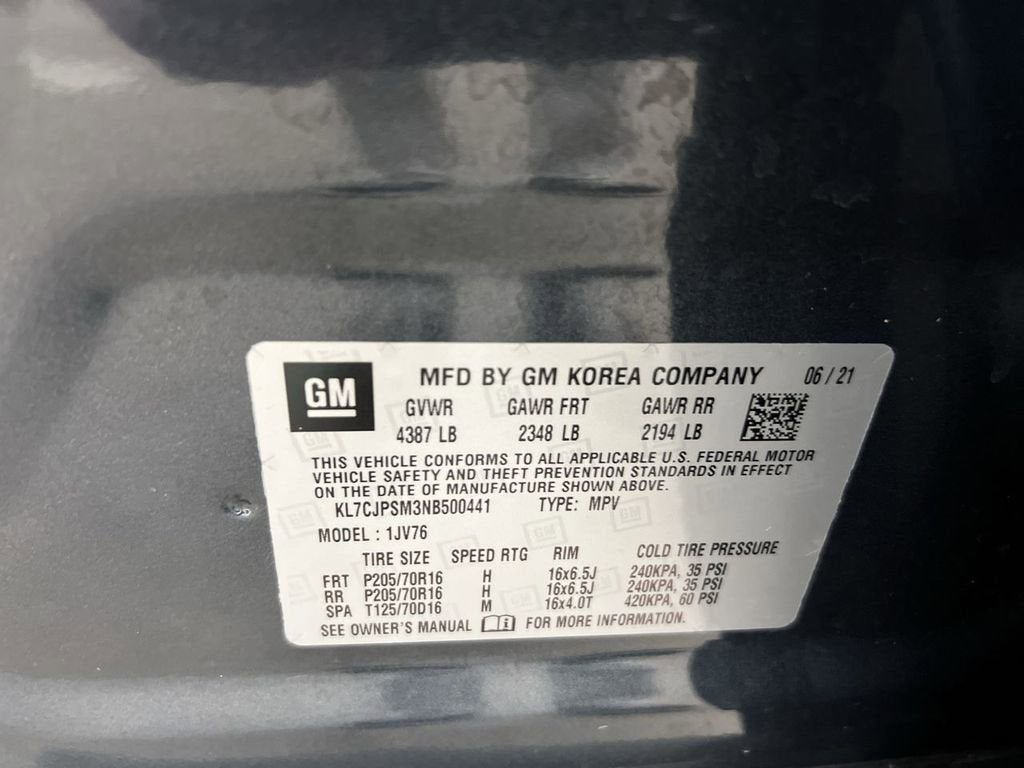 GM
MFD BY GM KOREA COMPANY 06/21
GVWR GAWR FRT GAWR RR
4387 LB 2348 LB 2194 LB
THIS VEHICLE CONFORMS TO ALL APPLICABLE U.S. FEDERAL MOTOR
VEHICLE SAFETY AND THEFT PREVENTION STANDARDS IN EFFECT
ON THE DATE OF MANUFACTURE SHOWN ABOVE.
KL7CJPSM3NB500441 TYPE: MPV
MODEL : 1JV76
TIRE SIZE SPEED RTG RIM COLD TIRE PRESSURE
FRT P205/70R16 H 16x6.5J 240KPA, 35 PSI
RR P205/70R16 H 16x6.5J 240KPA, 35 PSI
SPA T125/70D16 M 16x4.0T 420KPA, 60 PSI
SEE OWNER'S MANUAL FOR MORE INFORMATION.